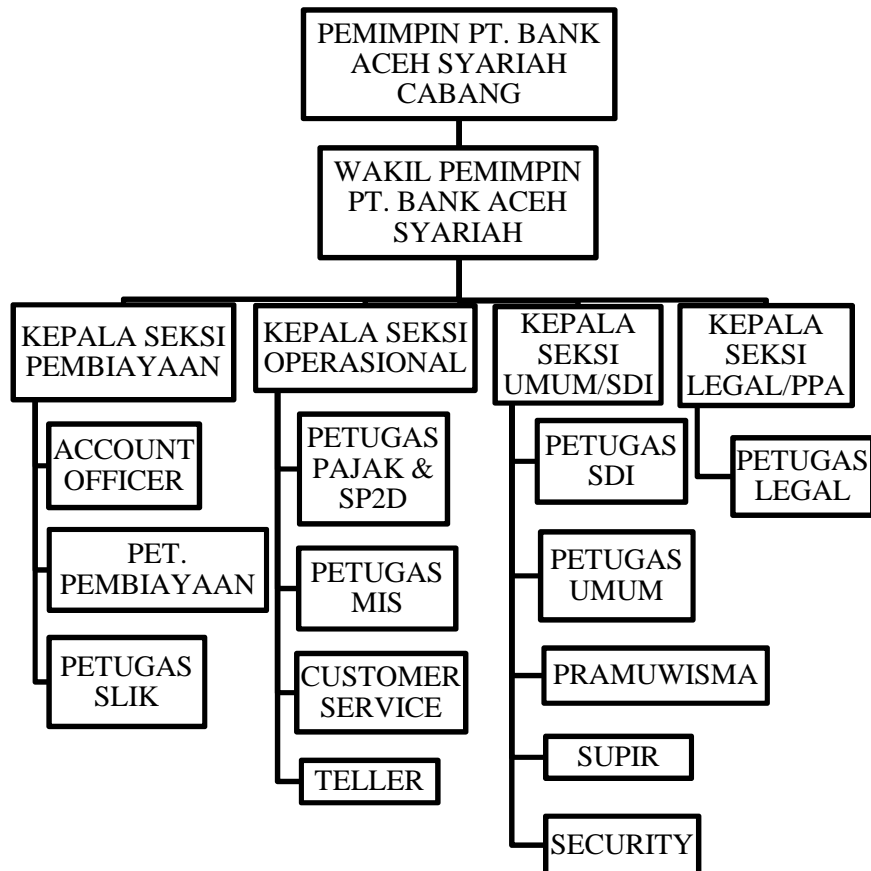 PEMIMPIN PT. BANK
ACEH SYARIAH
CABANG
WAKIL PEMIMPIN
PT. BANK ACEH
SYARIAH
KEPALA SEKSI
PEMBIAYAAN
ACCOUNT
OFFICER
PET.
PEMBIAYAAN
PETUGAS
SLIK
KEPALA SEKSI
OPERASIONAL
PETUGAS
PAJAK &
SP2D
PETUGAS
MIS
CUSTOMER
SERVICE
TELLER
KEPALA
SEKSI
UMUM/SDI
PETUGAS
SDI
PETUGAS
UMUM
PRAMUWISMA
SUPIR
SECURITY
KEPALA
SEKSI
LEGAL/PPA
PETUGAS
LEGAL